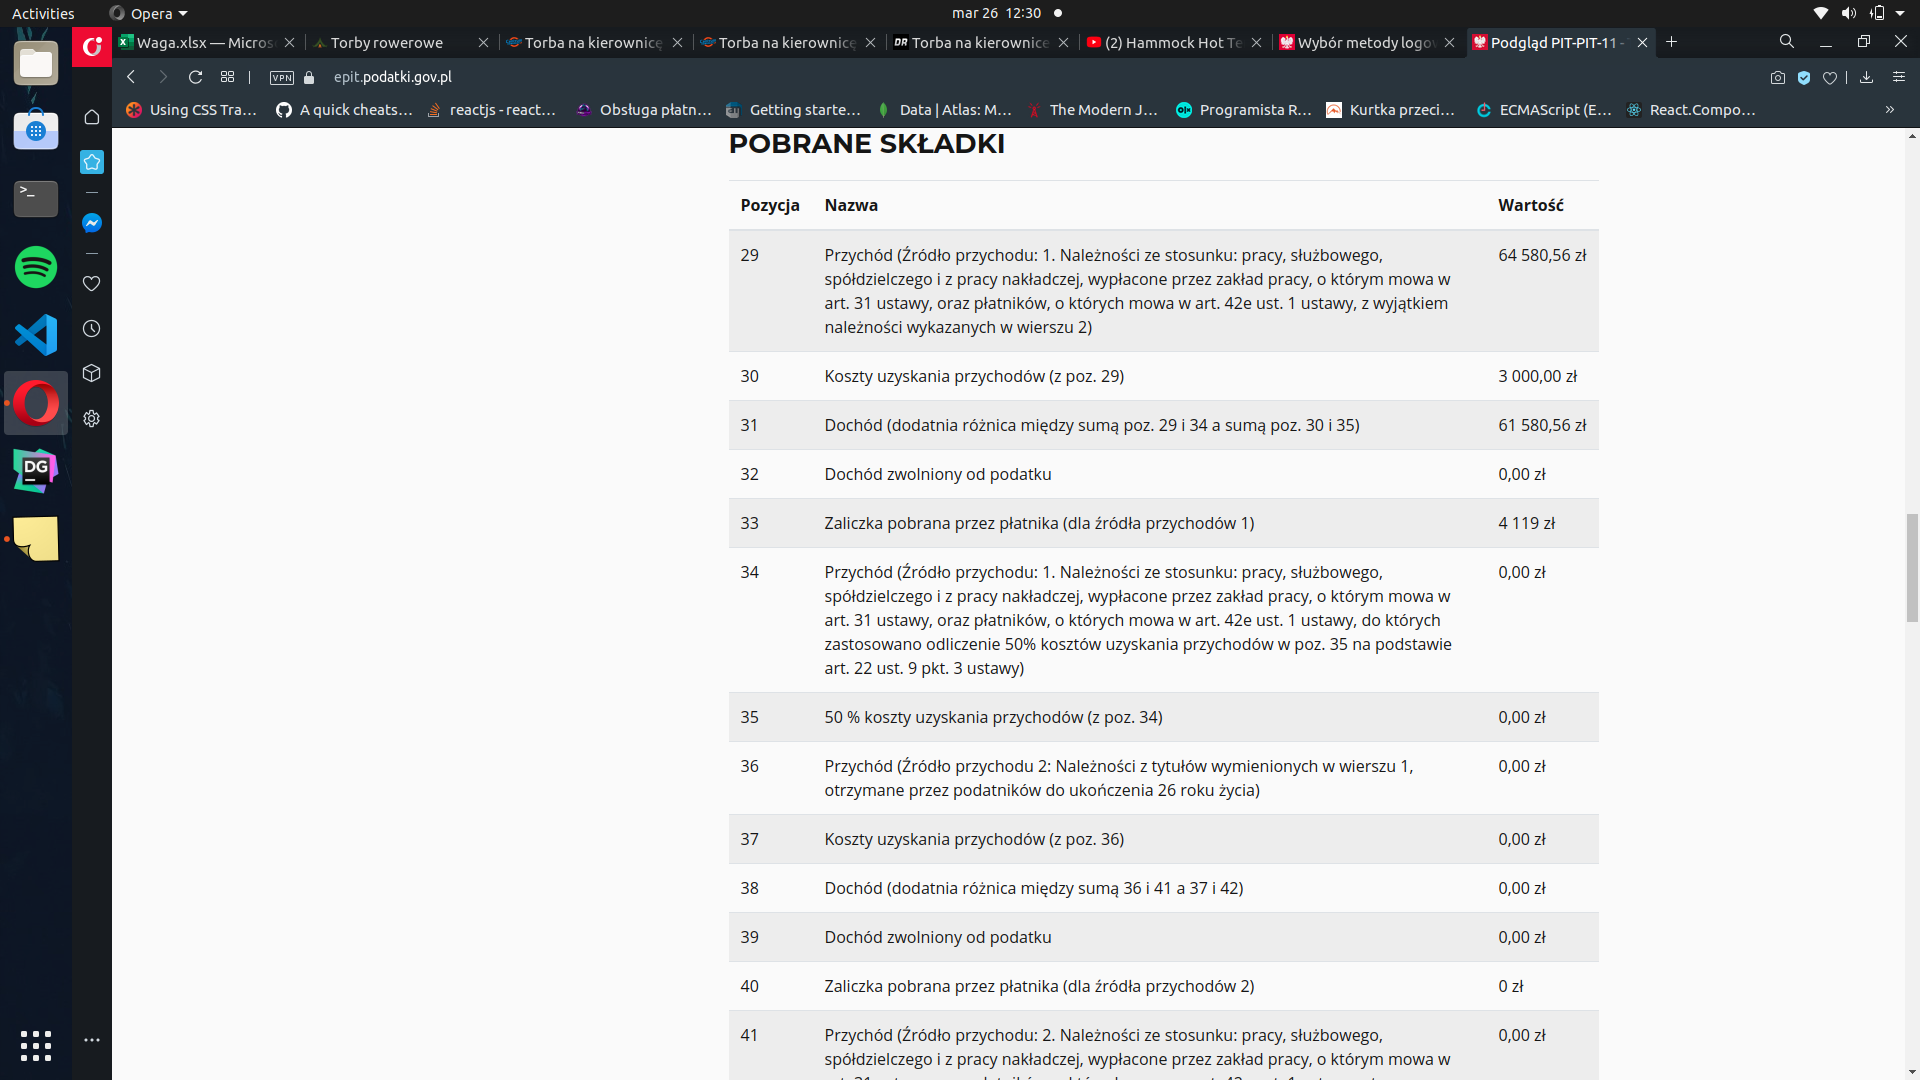 Activities
Opera
mar 26 12:30
Waga.xlsx — Micros
Torby rowerowe
Torba na kierownicę
Torba na kierownicę
Torba na kierownice
(2) Hammock Hot Te
Wybór metody logow
Podgląd PIT-PIT-11 -
VPN
epit.podatki.gov.pl
Using CSS Tra…
A quick cheats…
reactjs - react…
Obsługa płatn…
Getting starte…
Data | Atlas: M…
The Modern J…
Programista R…
Kurtka przeci…
ECMAScript (E…
React.Compo…
»
POBRANE SKŁADKI
Pozycja Nazwa Wartość
29 Przychód (Źródło przychodu: 1. Należności ze stosunku: pracy, służbowego, 64 580,56 zł
spółdzielczego i z pracy nakładczej, wypłacone przez zakład pracy, o którym mowa w
art. 31 ustawy, oraz płatników, o których mowa w art. 42e ust. 1 ustawy, z wyjątkiem
należności wykazanych w wierszu 2)
30 Koszty uzyskania przychodów (z poz. 29) 3 000,00 zł
31 Dochód (dodatnia różnica między sumą poz. 29 i 34 a sumą poz. 30 i 35) 61 580,56 zł
32 Dochód zwolniony od podatku 0,00 zł
33 Zaliczka pobrana przez płatnika (dla źródła przychodów 1) 4 119 zł
34 Przychód (Źródło przychodu: 1. Należności ze stosunku: pracy, służbowego, 0,00 zł
spółdzielczego i z pracy nakładczej, wypłacone przez zakład pracy, o którym mowa w
art. 31 ustawy, oraz płatników, o których mowa w art. 42e ust. 1 ustawy, do których
zastosowano odliczenie 50% kosztów uzyskania przychodów w poz. 35 na podstawie
art. 22 ust. 9 pkt. 3 ustawy)
35 50 % koszty uzyskania przychodów (z poz. 34) 0,00 zł
36 Przychód (Źródło przychodu 2: Należności z tytułów wymienionych w wierszu 1, 0,00 zł
otrzymane przez podatników do ukończenia 26 roku życia)
37 Koszty uzyskania przychodów (z poz. 36) 0,00 zł
38 Dochód (dodatnia różnica między sumą 36 i 41 a 37 i 42) 0,00 zł
39 Dochód zwolniony od podatku 0,00 zł
40 Zaliczka pobrana przez płatnika (dla źródła przychodów 2) 0 zł
41 Przychód (Źródło przychodu: 2. Należności ze stosunku: pracy, służbowego, 0,00 zł
spółdzielczego i z pracy nakładczej, wypłacone przez zakład pracy, o którym mowa w
DG